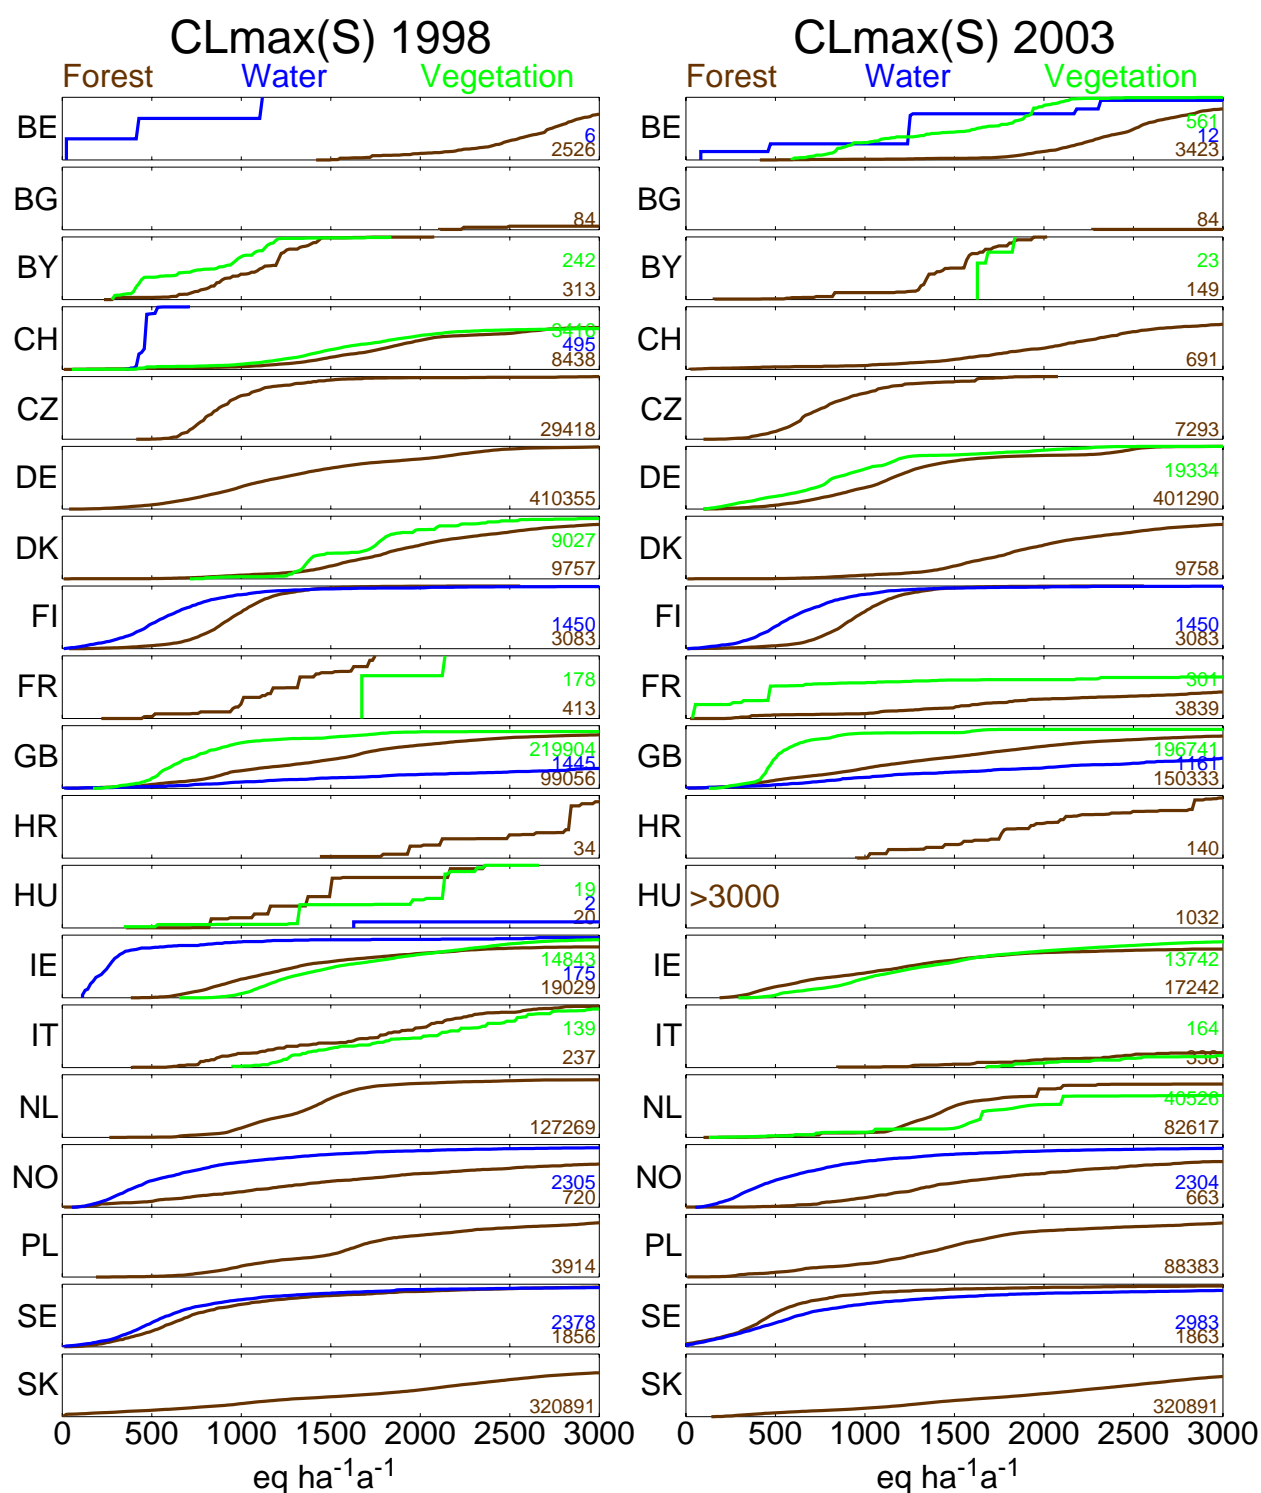 CLmax(S) 1998 CLmax(S) 2003
Forest Water Vegetation Forest Water Vegetation
BE 6 2526 BE 561 12 3423
BG 84 BG 84
BY 242 313 BY 23 149
CH 3416 495 8438 CH 691
CZ 29418 CZ 7293
DE 410355 DE 19334 401290
DK 9027 9757 DK 9758
FI 1450 3083 FI 1450 3083
FR 178 413 FR 301 3839
GB 219904 1445 99056 GB 196741 1161 150333
HR 34 HR 140
HU 19 2 20 HU >3000 1032
IE 14843 175 19029 IE 13742 17242
IT 139 237 IT 164 338
NL 127269 NL 40526 82617
NO 2305 720 NO 2304 663
PL 3914 PL 88383
SE 2378 1856 SE 2983 1863
SK 320891 SK 320891
0 500 1000 1500 2000 2500 3000 0 500 1000 1500 2000 2500 3000
eq ha⁻¹a⁻¹ eq ha⁻¹a⁻¹